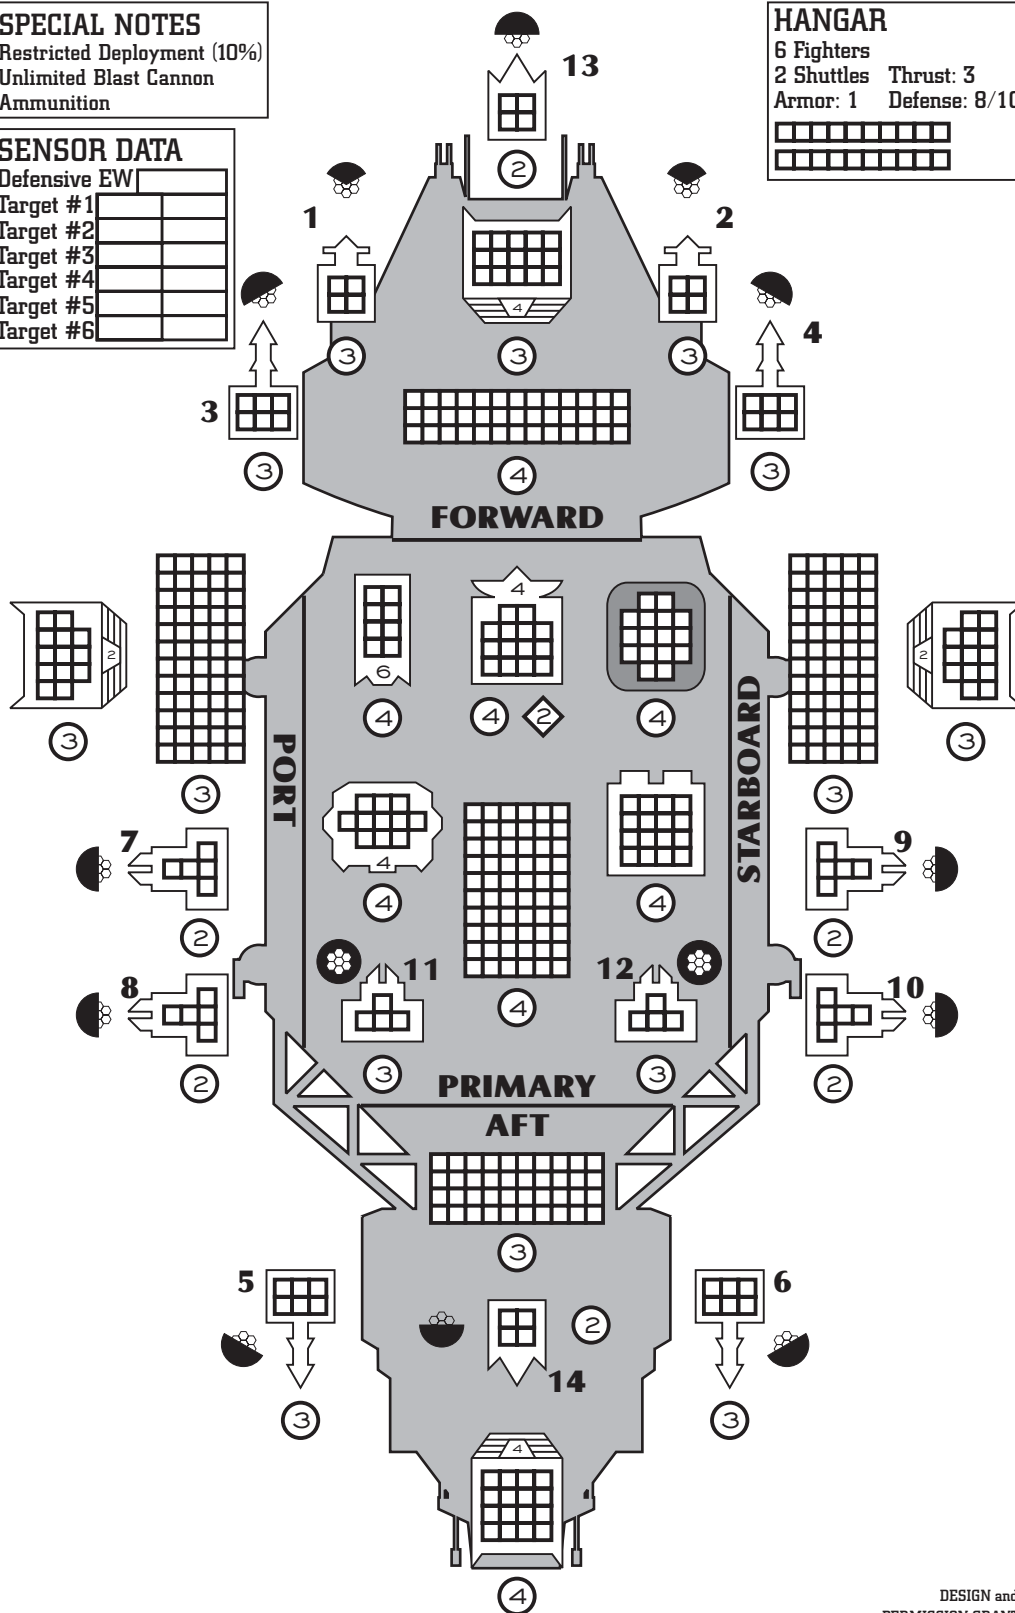 SPECIAL NOTES
Restricted Deployment (10%)
Unlimited Blast Cannon
Ammunition
SENSOR DATA
Defensive EW
Target #1
Target #2
Target #3
Target #4
Target #5
Target #6
HANGAR
6 Fighters
2 Shuttles Thrust: 3
Armor: 1 Defense: 8/10
13
2
1
2
4
3
3
3
4
3
3
3
4
FORWARD
4
6
2
2
4
4
2
4
3
3
PORT
STARBOARD
3
3
7
9
4
4
4
2
2
11
12
8
10
4
2
3
3
2
PRIMARY
AFT
3
5
6
2
14
3
3
4
4
DESIGN and